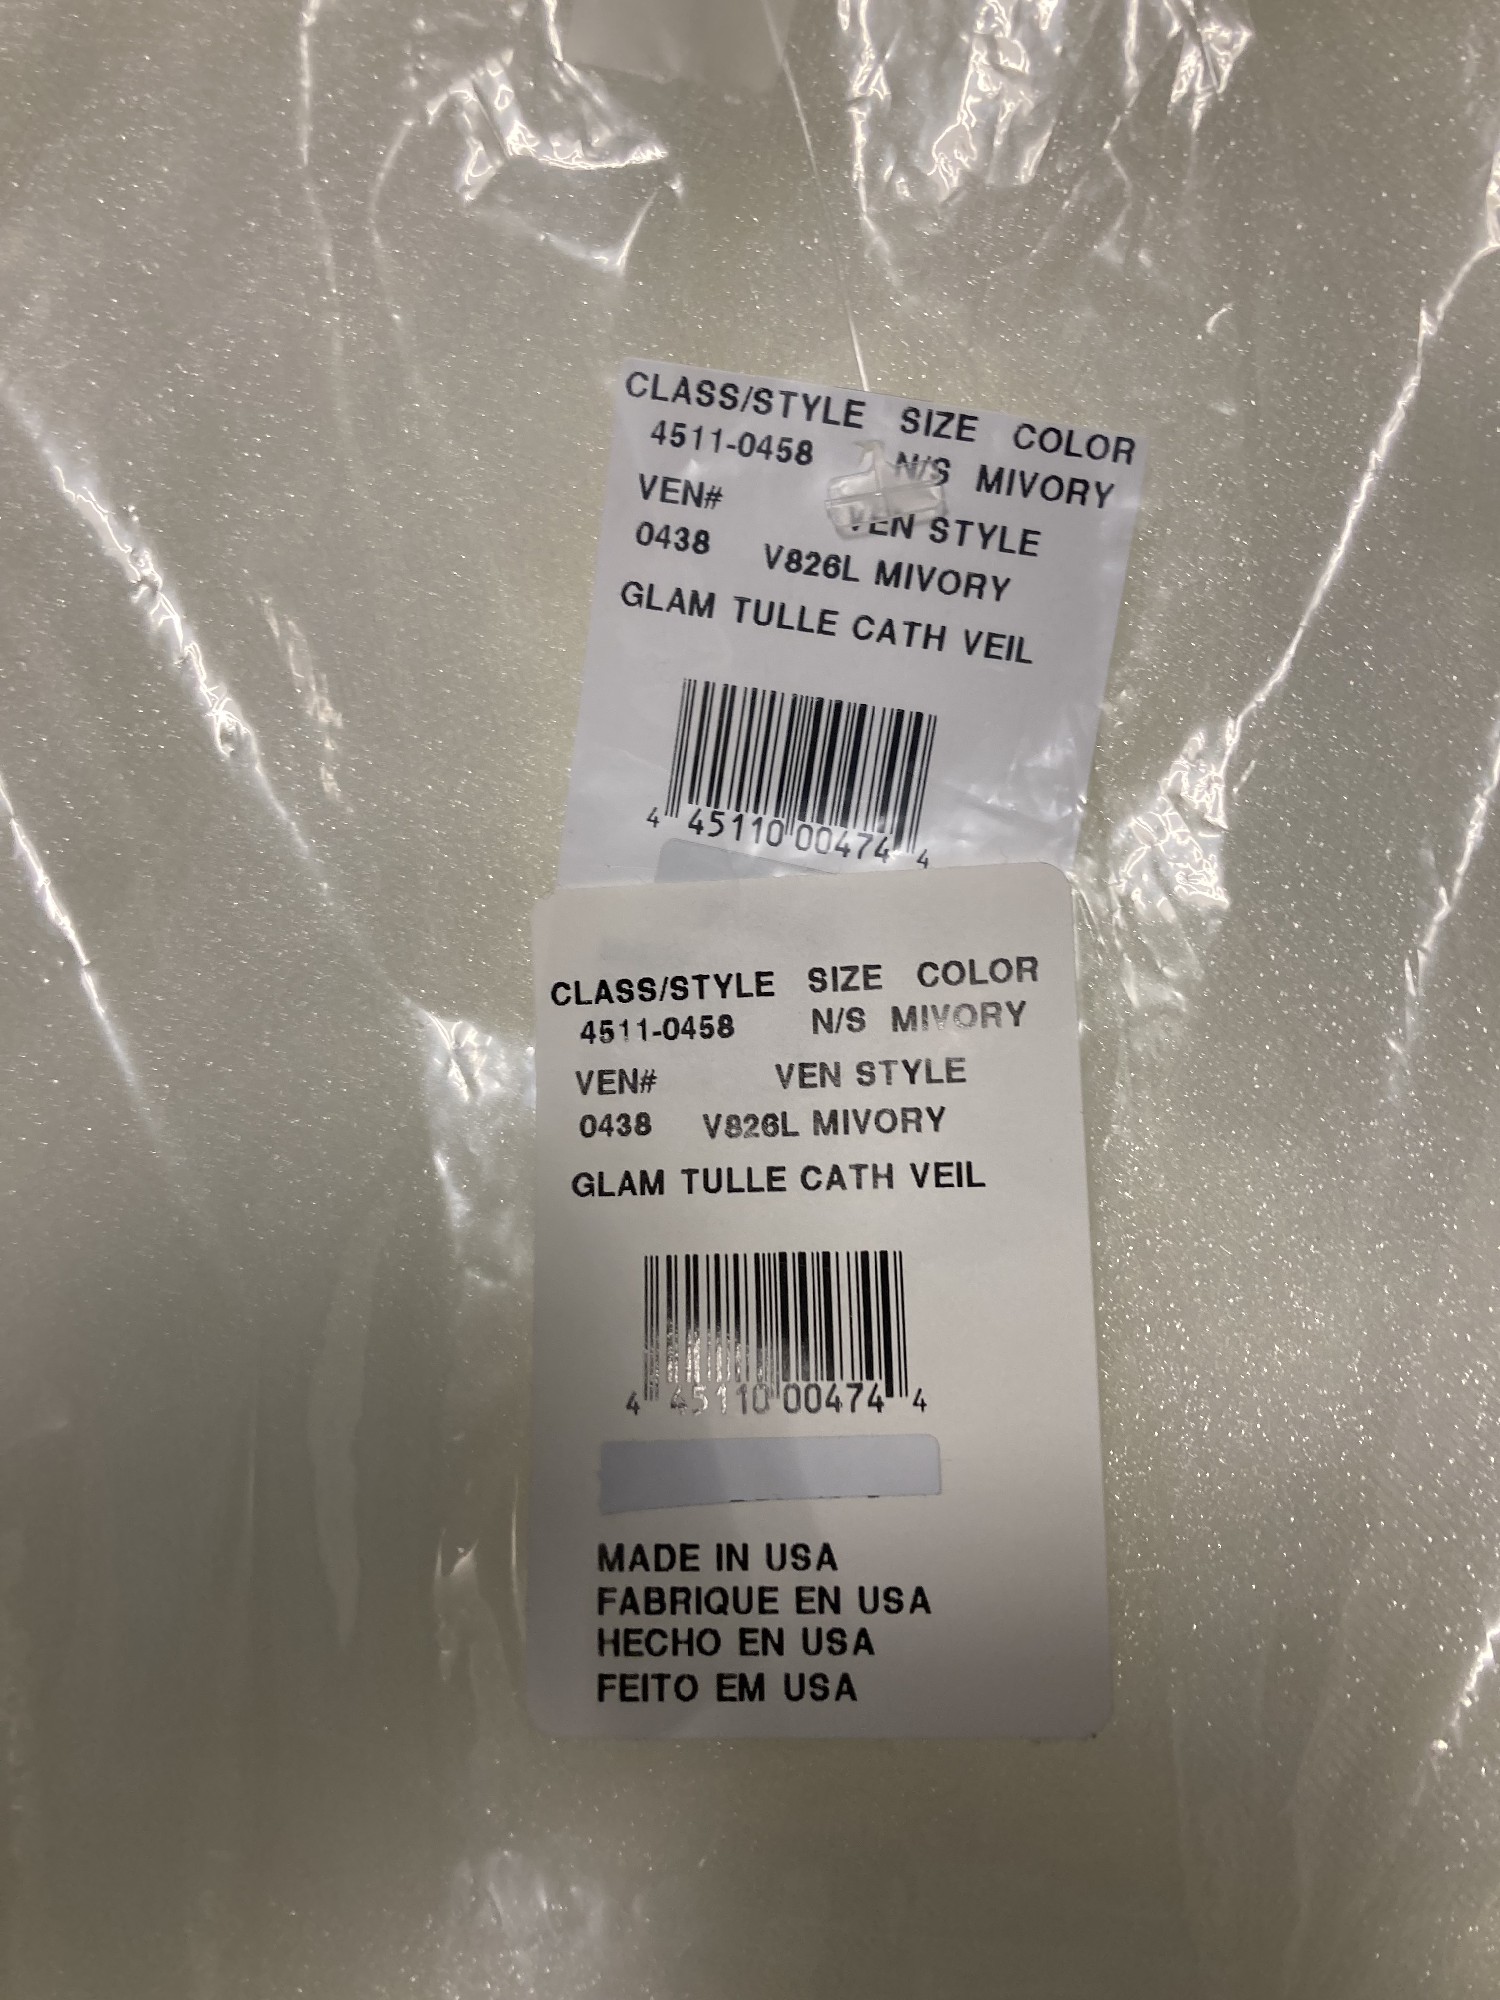 CLASS/STYLE SIZE COLOR
4511-0458 N/S MIVORY
VEN# VEN STYLE
0438 V826L MIVORY
GLAM TULLE CATH VEIL
4 45110 00474 4
CLASS/STYLE SIZE COLOR
4511-0458 N/S MIVORY
VEN# VEN STYLE
0438 V826L MIVORY
GLAM TULLE CATH VEIL
4 45110 00474 4
MADE IN USA
FABRIQUE EN USA
HECHO EN USA
FEITO EM USA